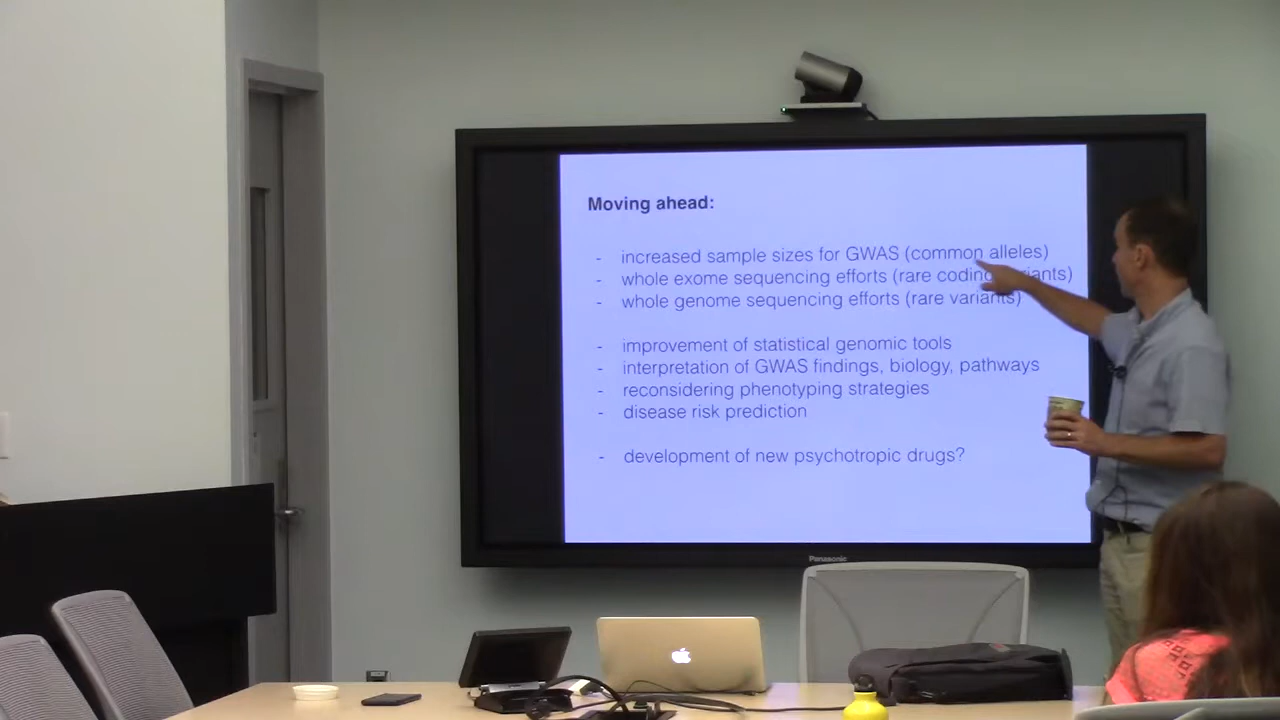 Moving ahead:
- increased sample sizes for GWAS (common alleles)
- whole exome sequencing efforts (rare coding variants)
- whole genome sequencing efforts (rare variants)
- improvement of statistical genomic tools
- interpretation of GWAS findings, biology, pathways
- reconsidering phenotyping strategies
- disease risk prediction
- development of new psychotropic drugs?
Panasonic